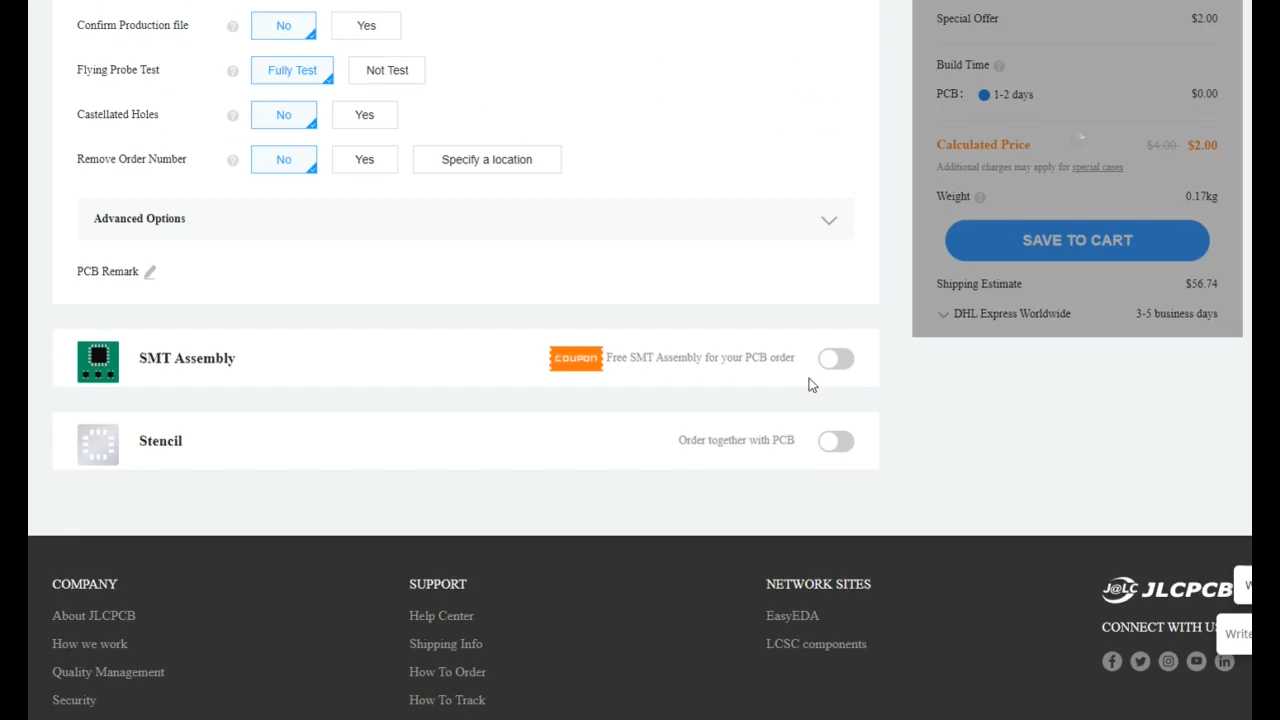 Confirm Production file ? No Yes
Flying Probe Test ? Fully Test Not Test
Castellated Holes ? No Yes
Remove Order Number ? No Yes Specify a location
Advanced Options
PCB Remark
SMT Assembly COUPON Free SMT Assembly for your PCB order
Stencil Order together with PCB
Special Offer $2.00
Build Time ?
PCB: 1-2 days $0.00
Calculated Price $4.00 $2.00
Additional charges may apply for special cases
Weight ? 0.17kg
SAVE TO CART
Shipping Estimate $56.74
DHL Express Worldwide 3-5 business days
COMPANY
About JLCPCB
How we work
Quality Management
Security
SUPPORT
Help Center
Shipping Info
How To Order
How To Track
NETWORK SITES
EasyEDA
LCSC components
J@LC JLCPCB
CONNECT WITH US
Write